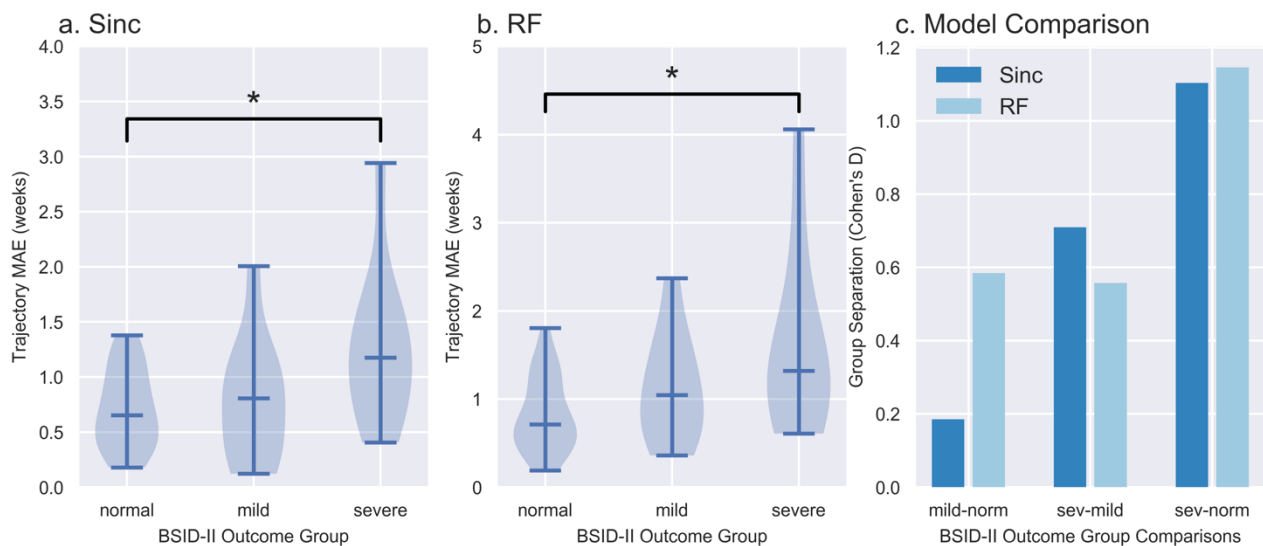 a. Sinc
Trajectory MAE (weeks)
4.0
3.5
3.0
2.5
2.0
1.5
1.0
0.5
0.0
*
normal mild severe
BSID-II Outcome Group
b. RF
Trajectory MAE (weeks)
5
4
3
2
1
0
*
normal mild severe
BSID-II Outcome Group
c. Model Comparison
Group Separation (Cohen's D)
1.2
1.0
0.8
0.6
0.4
0.2
0.0
Sinc
RF
mild-norm sev-mild sev-norm
BSID-II Outcome Group Comparisons